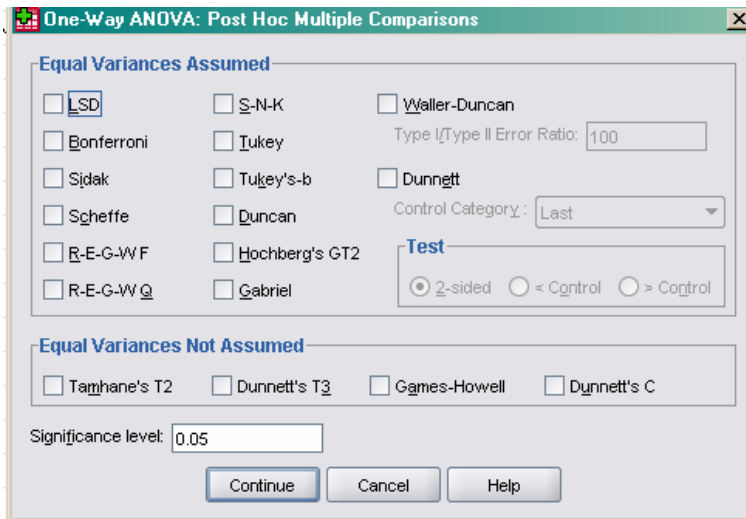 One-Way ANOVA: Post Hoc Multiple Comparisons
Equal Variances Assumed
LSD
S-N-K
Waller-Duncan
Bonferroni
Tukey
Type I/Type II Error Ratio: 100
Sidak
Tukey's-b
Dunnett
Scheffe
Duncan
Control Category : Last
R-E-G-W F
Hochberg's GT2
Test
R-E-G-W Q
Gabriel
2-sided
< Control
> Control
Equal Variances Not Assumed
Tamhane's T2
Dunnett's T3
Games-Howell
Dunnett's C
Significance level: 0.05
Continue
Cancel
Help